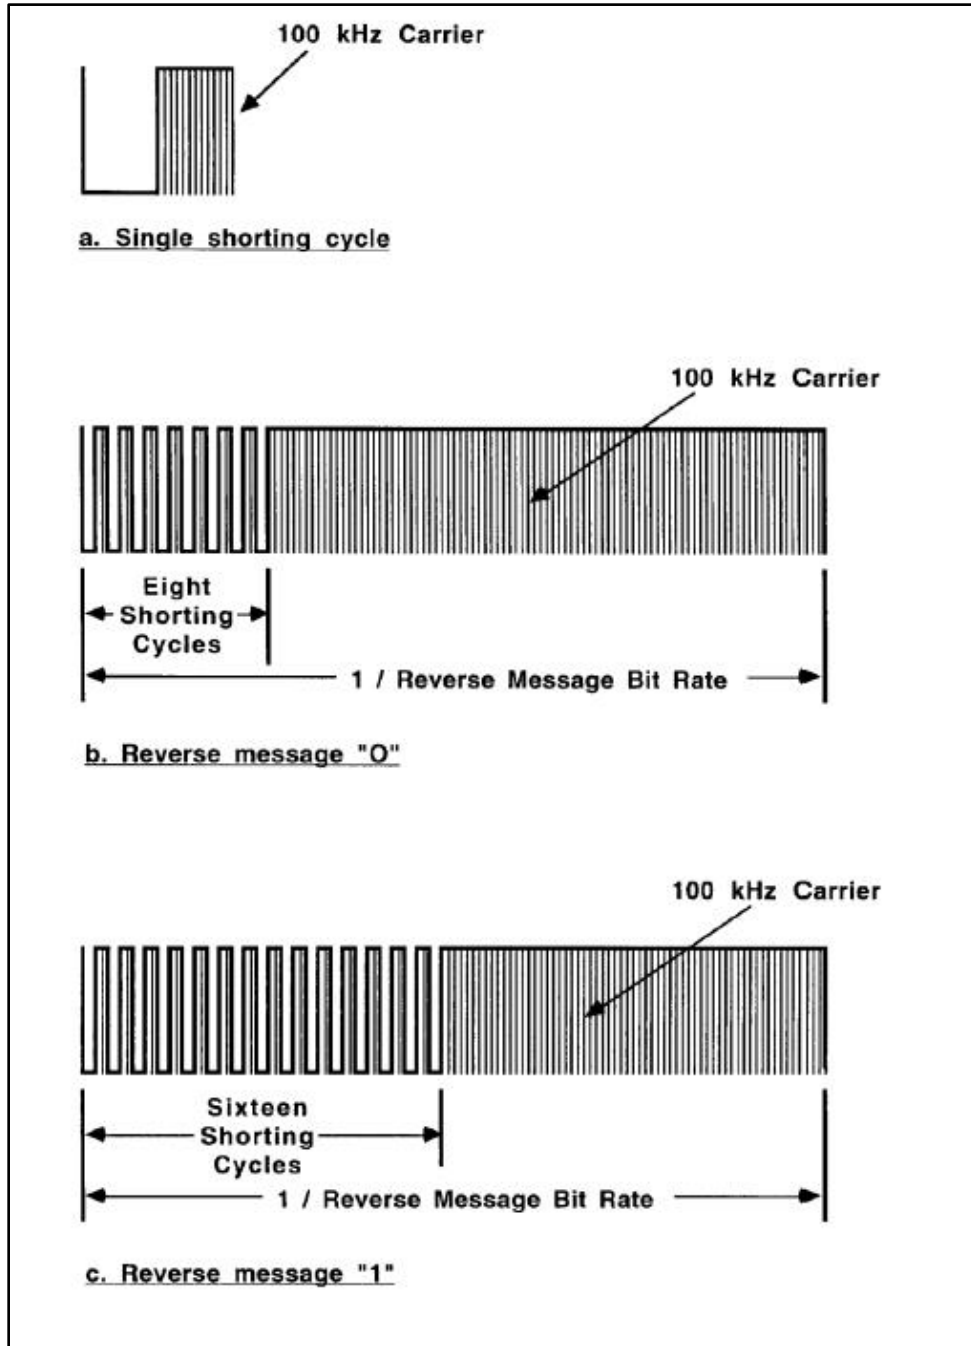 100 kHz Carrier
a. Single shorting cycle
100 kHz Carrier
Eight
Shorting
Cycles
1 / Reverse Message Bit Rate
b. Reverse message "O"
100 kHz Carrier
Sixteen
Shorting
Cycles
1 / Reverse Message Bit Rate
c. Reverse message "1"